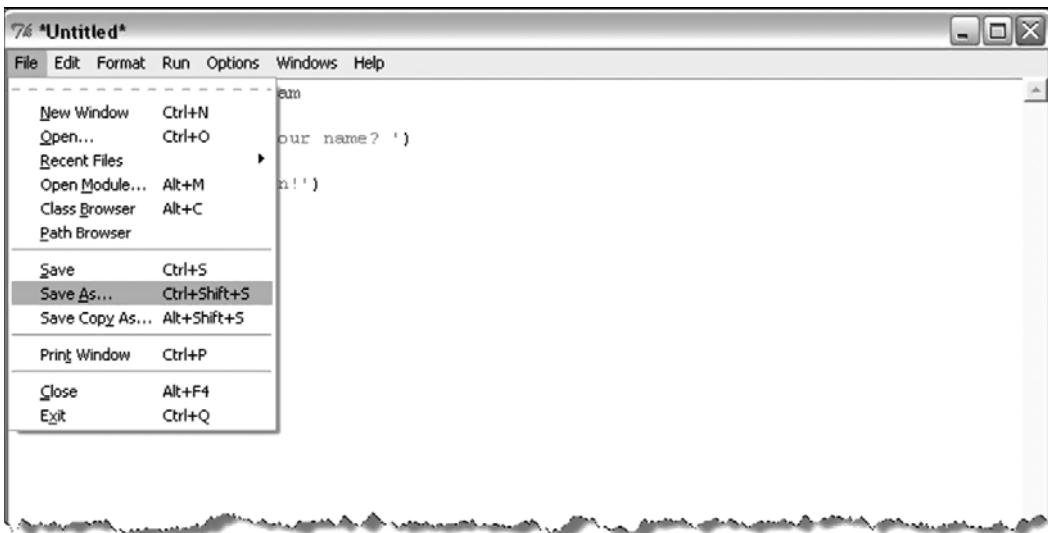 *Untitled*
File Edit Format Run Options Windows Help
am
New Window Ctrl+N
Open... Ctrl+O
our name? ')
Recent Files
Open Module... Alt+M
n!')
Class Browser Alt+C
Path Browser
Save Ctrl+S
Save As... Ctrl+Shift+S
Save Copy As... Alt+Shift+S
Print Window Ctrl+P
Close Alt+F4
Exit Ctrl+Q